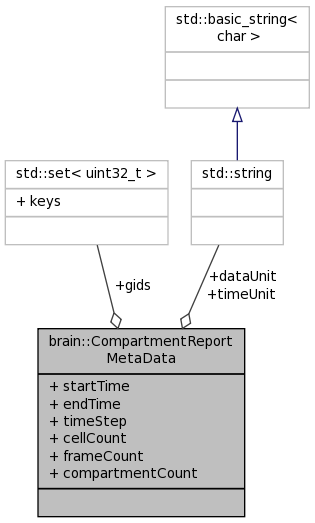 std::basic_string<
char >
std::set< uint32_t >
+ keys
std::string
+gids
+dataUnit
+timeUnit
brain::CompartmentReport
MetaData
+ startTime
+ endTime
+ timeStep
+ cellCount
+ frameCount
+ compartmentCount